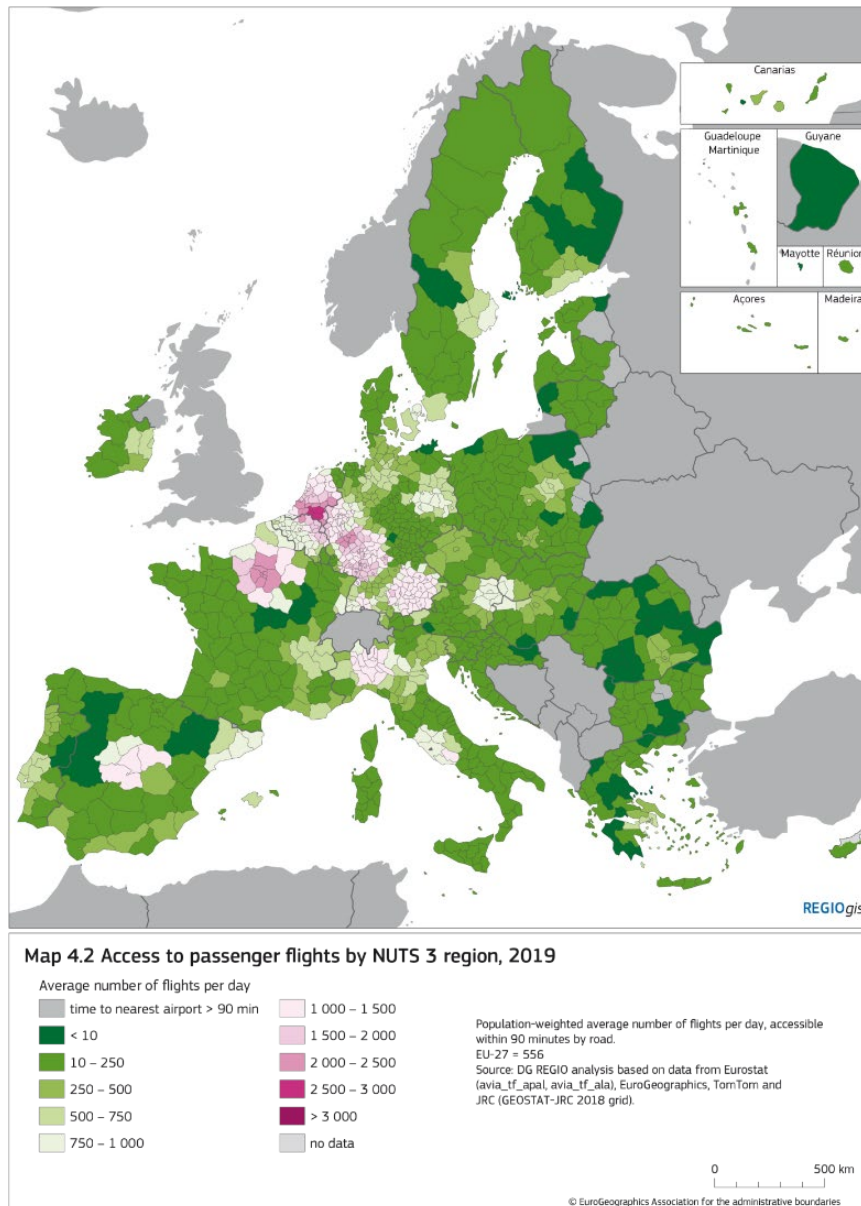 Canarias
Guadeloupe
Martinique
Guyane
Mayotte
Réunion
Açores
Madeira
REGIOgis
Map 4.2 Access to passenger flights by NUTS 3 region, 2019
Average number of flights per day
time to nearest airport > 90 min
< 10
10 – 250
250 – 500
500 – 750
750 – 1 000
1 000 – 1 500
1 500 – 2 000
2 000 – 2 500
2 500 – 3 000
> 3 000
no data
Population-weighted average number of flights per day, accessible
within 90 minutes by road.
EU-27 = 556
Source: DG REGIO analysis based on data from Eurostat
(avia_tf_apal, avia_tf_ala), EuroGeographics, TomTom and
JRC (GEOSTAT-JRC 2018 grid).
0 500 km
© EuroGeographics Association for the administrative boundaries